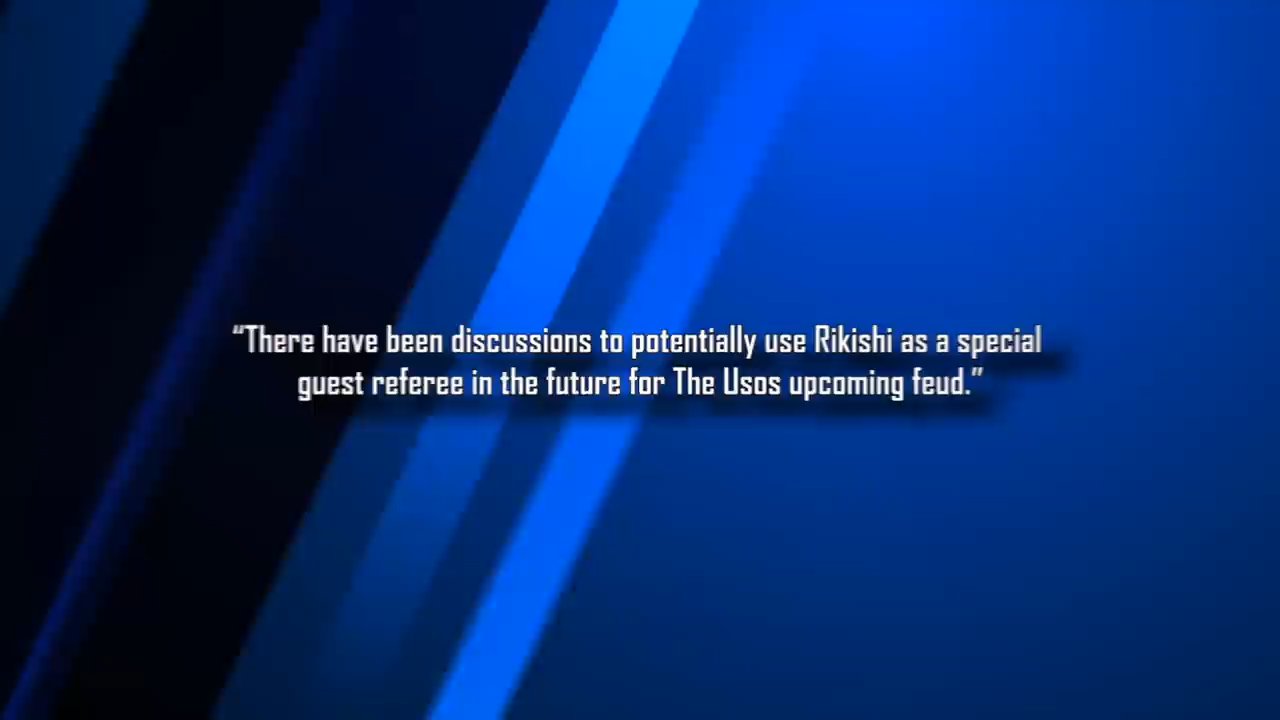 “There have been discussions to potentially use Rikishi as a special
guest referee in the future for The Usos upcoming feud.”